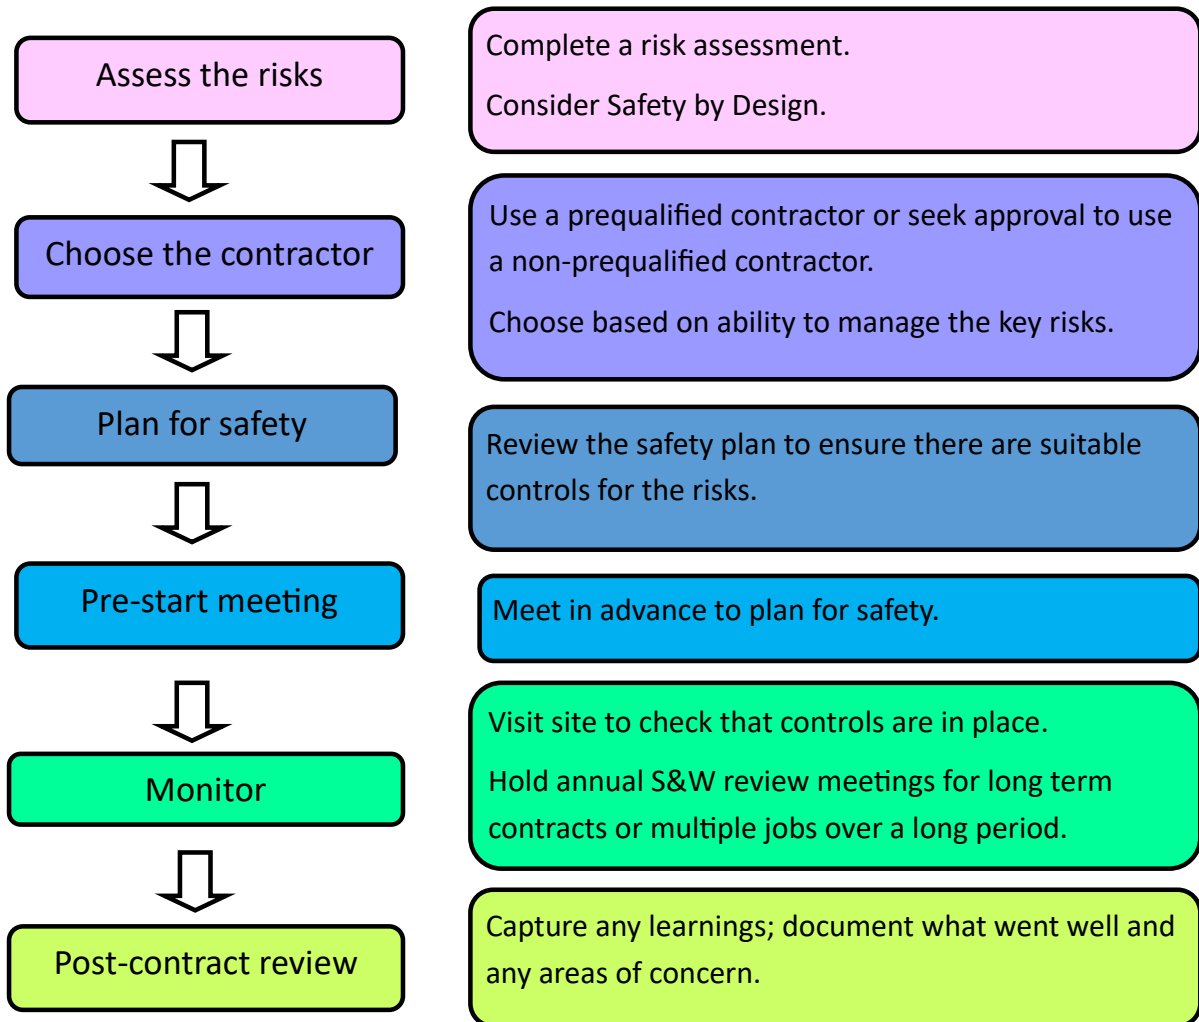 Assess the risks
Complete a risk assessment.
Consider Safety by Design.
Choose the contractor
Use a prequalified contractor or seek approval to use
a non-prequalified contractor.
Choose based on ability to manage the key risks.
Plan for safety
Review the safety plan to ensure there are suitable
controls for the risks.
Pre-start meeting
Meet in advance to plan for safety.
Monitor
Visit site to check that controls are in place.
Hold annual S&W review meetings for long term
contracts or multiple jobs over a long period.
Post-contract review
Capture any learnings; document what went well and
any areas of concern.